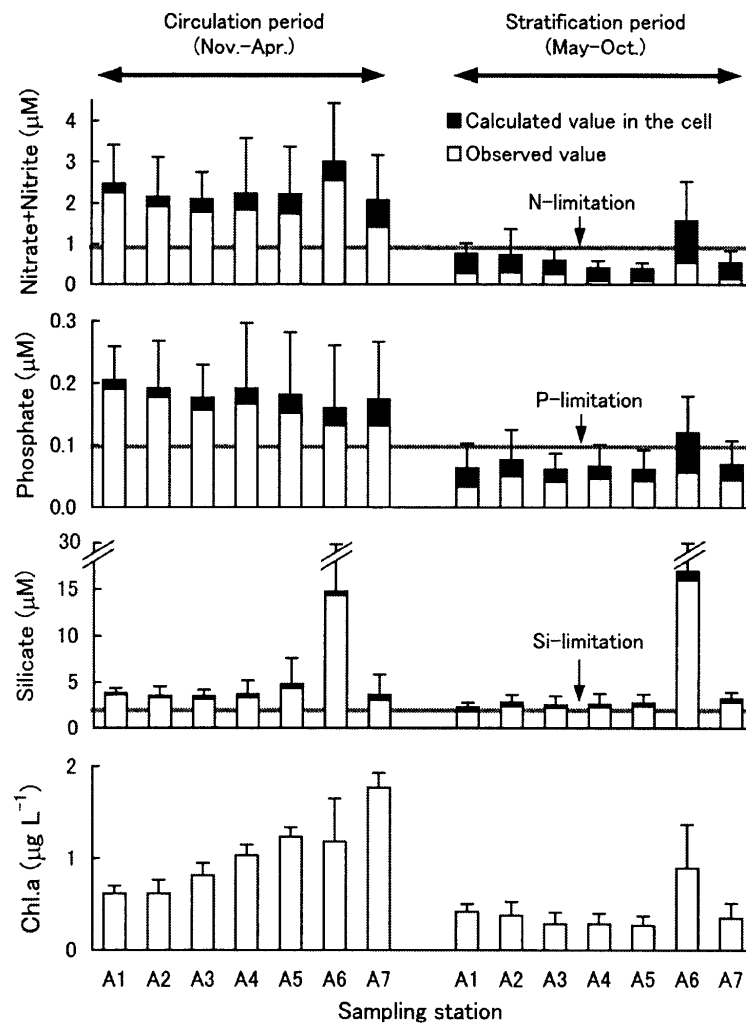 Circulation period
(Nov.-Apr.)
Stratification period
(May-Oct.)
Nitrate+Nitrite (μM)
4
3
2
1
0
Calculated value in the cell
Observed value
N-limitation
Phosphate (μM)
0.3
0.2
0.1
0.0
P-limitation
Silicate (μM)
30
15
10
5
0
Si-limitation
Chl.a (μg L⁻¹)
2
1
0
A1 A2 A3 A4 A5 A6 A7 A1 A2 A3 A4 A5 A6 A7
Sampling station